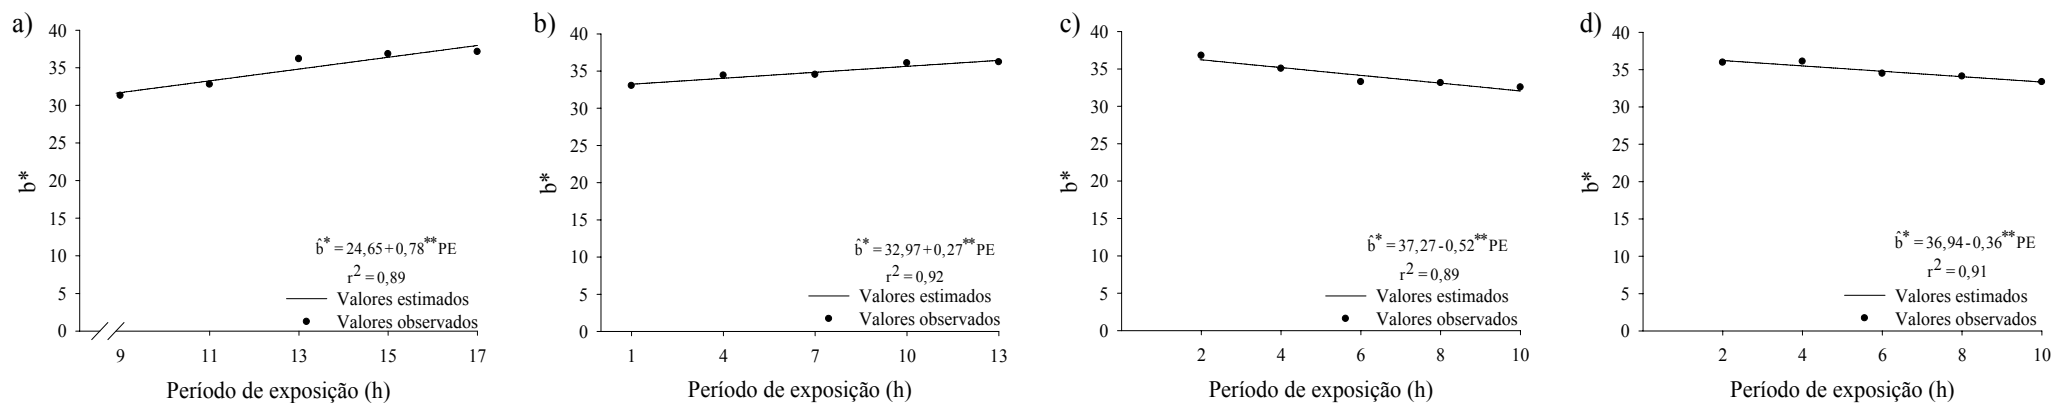 a)
40
35
30
25
20
15
10
5
0
b*
b̂* = 24,65 + 0,78**PE
r2 = 0,89
Valores estimados
Valores observados
9 11 13 15 17
Período de exposição (h)
b)
40
35
30
25
20
15
10
5
0
b*
b̂* = 32,97 + 0,27**PE
r2 = 0,92
Valores estimados
Valores observados
1 4 7 10 13
Período de exposição (h)
c)
40
35
30
25
20
15
10
5
0
b*
b̂* = 37,27 - 0,52**PE
r2 = 0,89
Valores estimados
Valores observados
2 4 6 8 10
Período de exposição (h)
d)
40
35
30
25
20
15
10
5
0
b*
b̂* = 36,94 - 0,36**PE
r2 = 0,91
Valores estimados
Valores observados
2 4 6 8 10
Período de exposição (h)